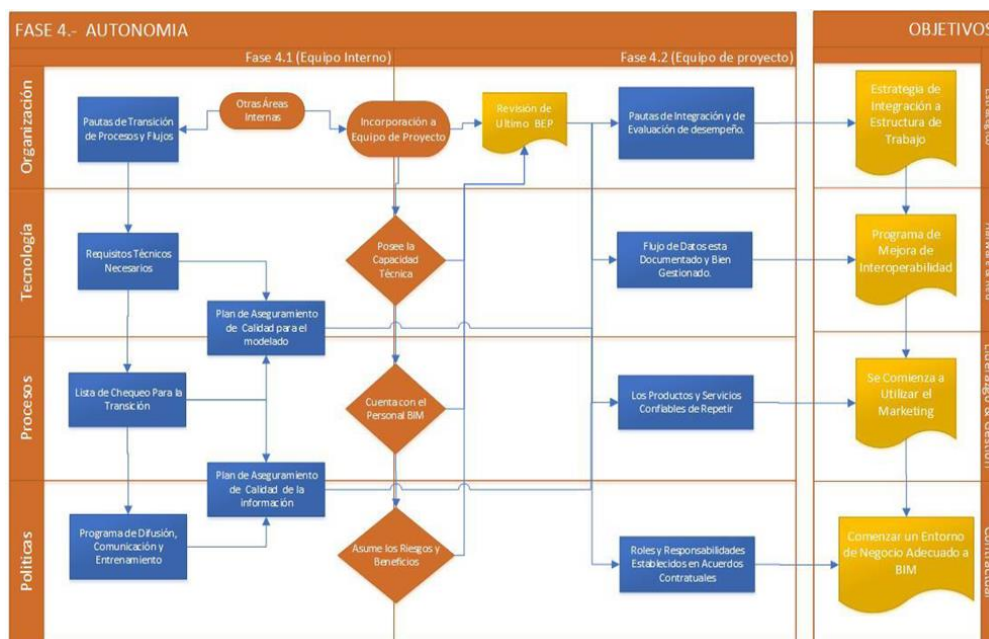 FASE 4.- AUTONOMIA
OBJETIVOS
Fase 4.1 (Equipo Interno)
Fase 4.2 (Equipo de proyecto)
Organización
Pautas de Transición
de Procesos y Flujos
Otras Áreas
Internas
Incorporación a
Equipo de Proyecto
Revisión de
Ultimo BEP
Pautas de Integración y de
Evaluación de desempeño.
Estrategia de
Integración a
Estructura de
Trabajo
Tecnología
Requisitos Técnicos
Necesarios
Posee la
Capacidad
Técnica
Flujo de Datos esta
Documentado y Bien
Gestionado.
Programa de
Mejora de
Interoperabilidad
Plan de Aseguramiento
de Calidad para el
modelado
Procesos
Lista de Chequeo Para la
Transición
Cuenta con el
Personal BIM
Los Productos y Servicios
Confiables de Repetir
Se Comienza a
Utilizar el
Marketing
Plan de Aseguramiento
de Calidad de la
información
Políticas
Programa de Difusión,
Comunicación y
Entrenamiento
Asume los Riesgos y
Beneficios
Roles y Responsabilidades
Establecidos en Acuerdos
Contratuales
Comenzar un Entorno
de Negocio Adecuado a
BIM
Contractual